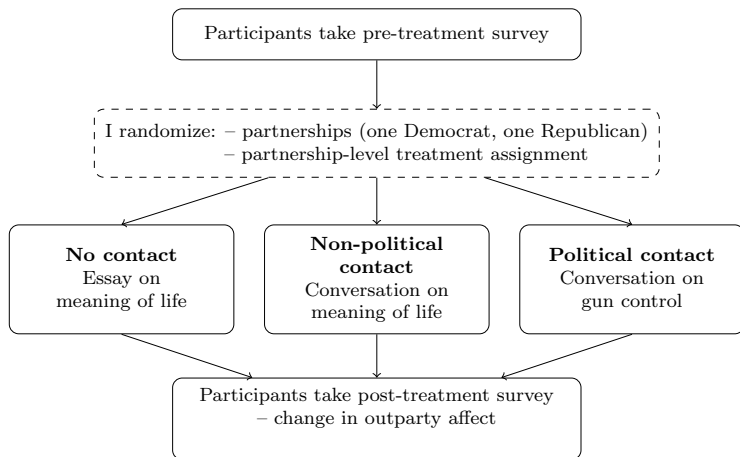 Participants take pre-treatment survey
I randomize: – partnerships (one Democrat, one Republican)
– partnership-level treatment assignment
No contact
Essay on
meaning of life
Non-political
contact
Conversation on
meaning of life
Political contact
Conversation on
gun control
Participants take post-treatment survey
– change in outparty affect